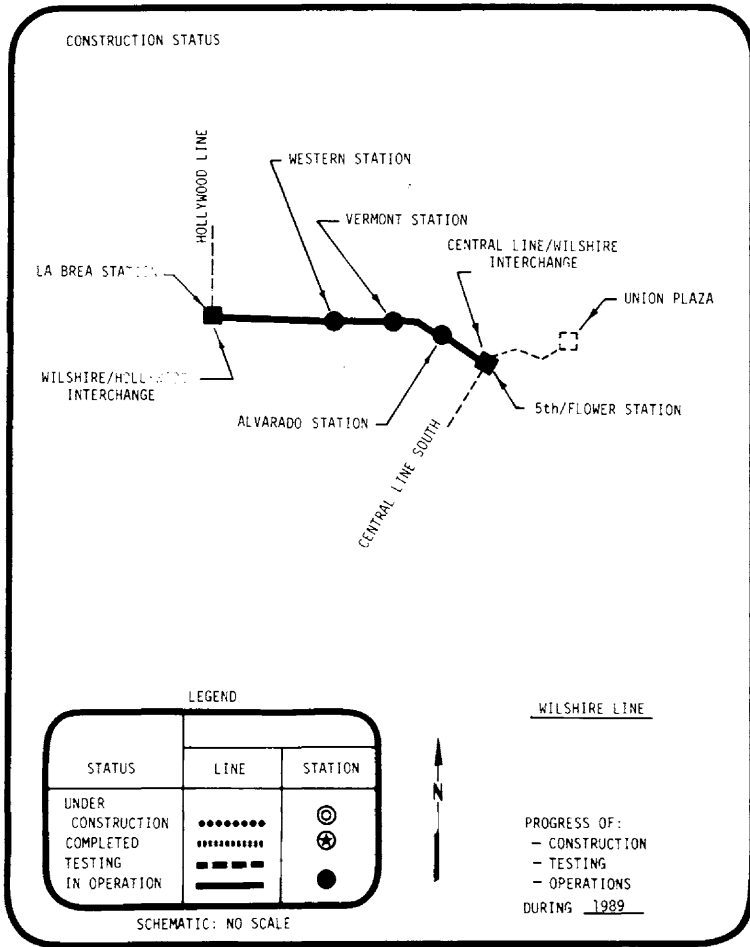 CONSTRUCTION STATUS
HOLLYWOOD LINE
WESTERN STATION
VERMONT STATION
CENTRAL LINE/WILSHIRE
INTERCHANGE
LA BREA
UNION PLAZA
INTERCHANGE
ALVARADO STATION
5th/FLOWER STATION
CENTRAL LINE SOUTH
LEGEND
STATUS
LINE
STATION
UNDER
CONSTRUCTION
COMPLETED
TESTING
IN OPERATION
SCHEMATIC: NO SCALE
N
WILSHIRE LINE
PROGRESS OF:
- CONSTRUCTION
- TESTING
- OPERATIONS
DURING 1989